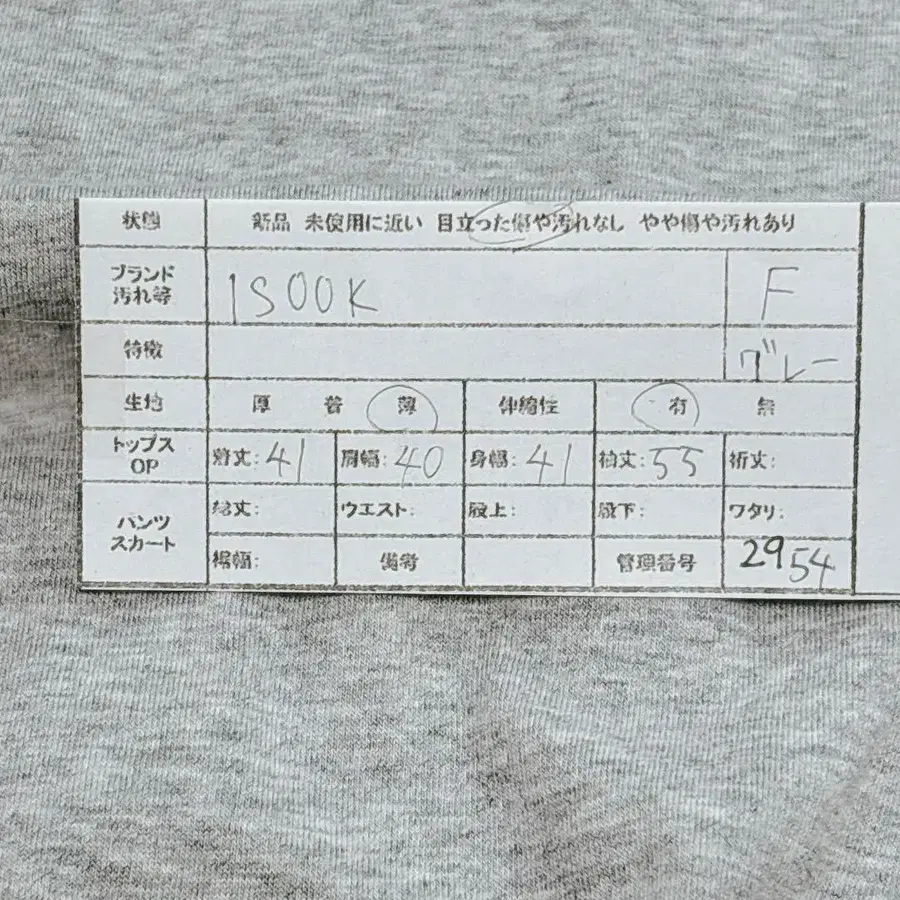 状態 新品 未使用に近い 目立った傷や汚れなし やや傷や汚れあり
ブランド 汚れ等 1S00K F
特徴 グレー
生地 厚 普 薄 伸縮性 有 無
トップス OP 着丈: 41 肩幅: 40 身幅: 41 袖丈: 55 裄丈:
パンツ スカート 総丈: ウエスト: 股上: 股下: ワタリ:
裾幅: 備考 管理番号 2954